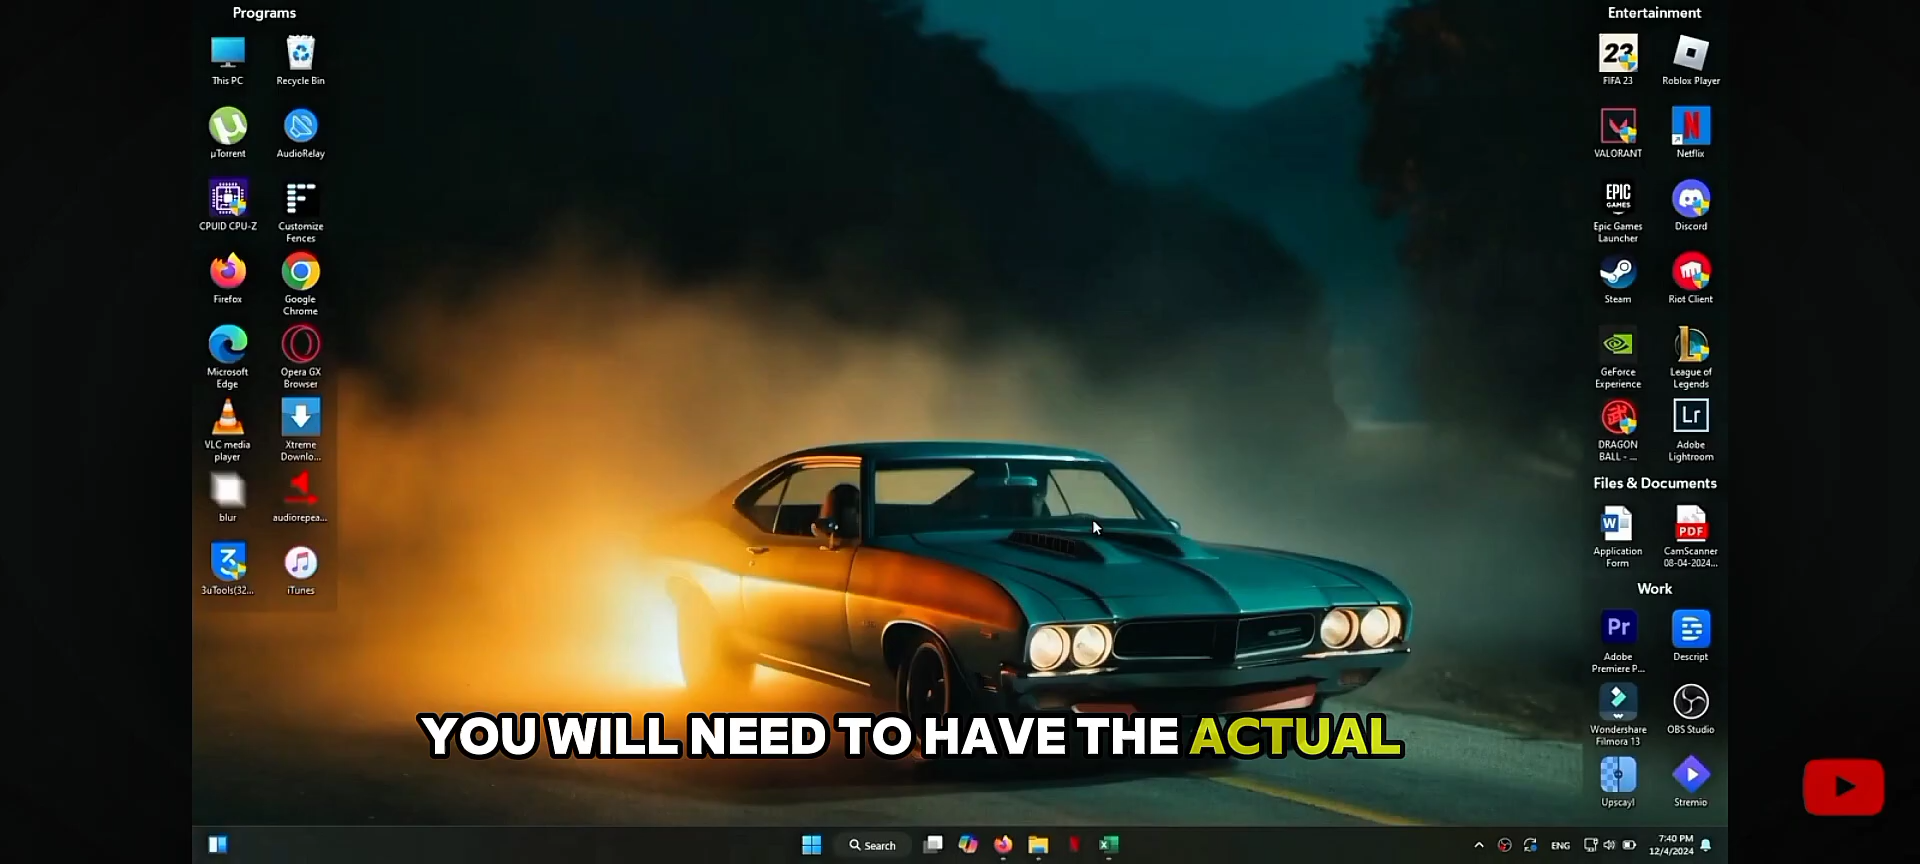 Programs
This PC
Recycle Bin
µTorrent
AudioRelay
CPUID CPU-Z
Customize
Fences
Firefox
Google
Chrome
Microsoft
Edge
Opera GX
Browser
VLC media
player
Xtreme
Downlo...
blur
audiorepea...
3uTools(32...
iTunes
Entertainment
23
FIFA 23
Roblox Player
VALORANT
N
Netflix
EPIC
GAMES
Epic Games
Launcher
Discord
Steam
Riot Client
GeForce
Experience
League of
Legends
武
DRAGON
BALL - ...
Lr
Adobe
Lightroom
Files & Documents
W
Application
Form
PDF
CamScanner
08-04-2024...
Work
Pr
Adobe
Premiere P...
Descript
Wondershare
Filmora 13
OBS Studio
Upscayl
Stremio
YOU WILL NEED TO HAVE THE ACTUAL
Search
ENG
7:40 PM
12/4/2024